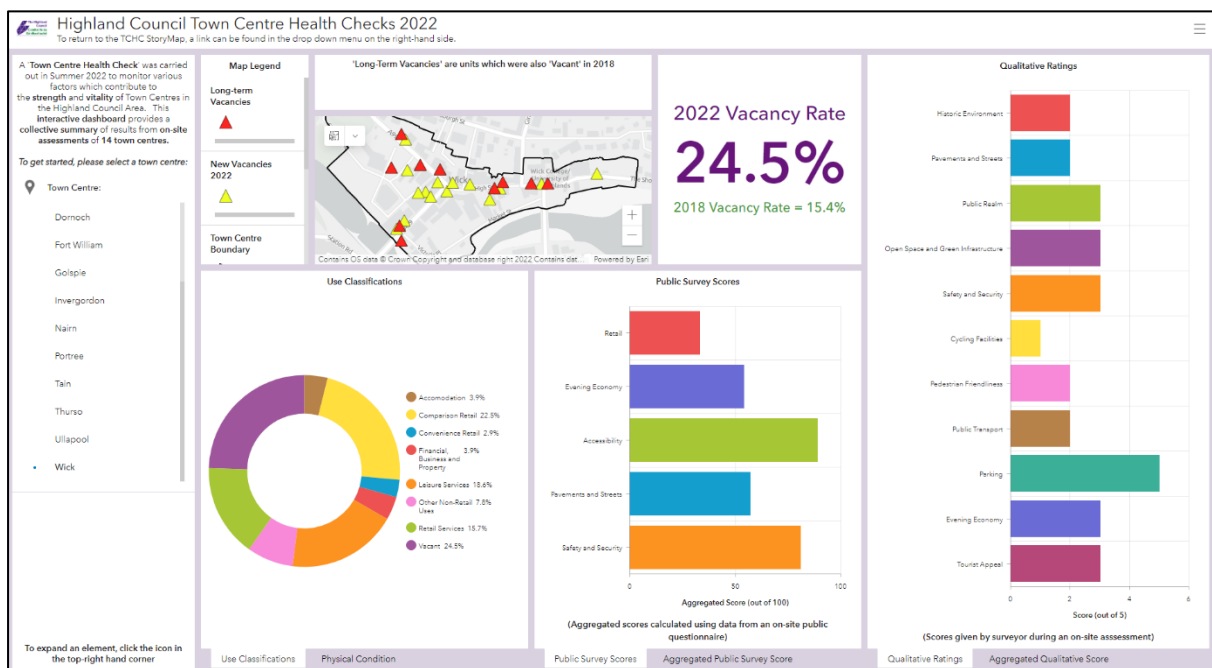 Highland Council Town Centre Health Checks 2022
To return to the TCHC StoryMap, a link can be found in the drop down menu on the right-hand side.
A 'Town Centre Health Check' was carried
out in Summer 2022 to monitor various
factors which contribute to
the strength and vitality of Town Centres in
the Highland Council Area. This
interactive dashboard provides a
collective summary of results from on-site
assessments of 14 town centres.
To get started, please select a town centre:
Town Centre:
Dornoch
Fort William
Golspie
Invergordon
Nairn
Portree
Tain
Thurso
Ullapool
Wick
To expand an element, click the icon in
the top-right hand corner
Map Legend
Long-term
Vacancies
New Vacancies
2022
Town Centre
Boundary
'Long-Term Vacancies' are units which were also 'Vacant' in 2018
Wick
High St
Wick College/
University of
The Sho
Station Rd
Contains OS data © Crown Copyright and database right 2022 Contains dat...
Powered by Esri
2022 Vacancy Rate
24.5%
2018 Vacancy Rate = 15.4%
Use Classifications
Accomodation 3.9%
Comparison Retail 22.5%
Convenience Retail 2.9%
Financial, 3.9%
Business and
Property
Leisure Services 18.6%
Other Non-Retail 7.8%
Uses
Retail Services 15.7%
Vacant 24.5%
Use Classifications
Physical Condition
Public Survey Scores
Retail
Evening Economy
Accessibility
Pavements and Streets
Safety and Security
0
50
100
Aggregated Score (out of 100)
(Aggregated scores calculated using data from an on-site public
questionnaire)
Public Survey Scores
Aggregated Public Survey Score
Qualitative Ratings
Historic Environment
Pavements and Streets
Public Realm
Open Space and Green Infrastructure
Safety and Security
Cycling Facilities
Pedestrian Friendliness
Public Transport
Parking
Evening Economy
Tourist Appeal
0
2
4
6
Score (out of 5)
(Scores given by surveyor during an on-site asssessment)
Qualitative Ratings
Aggregated Qualitative Score